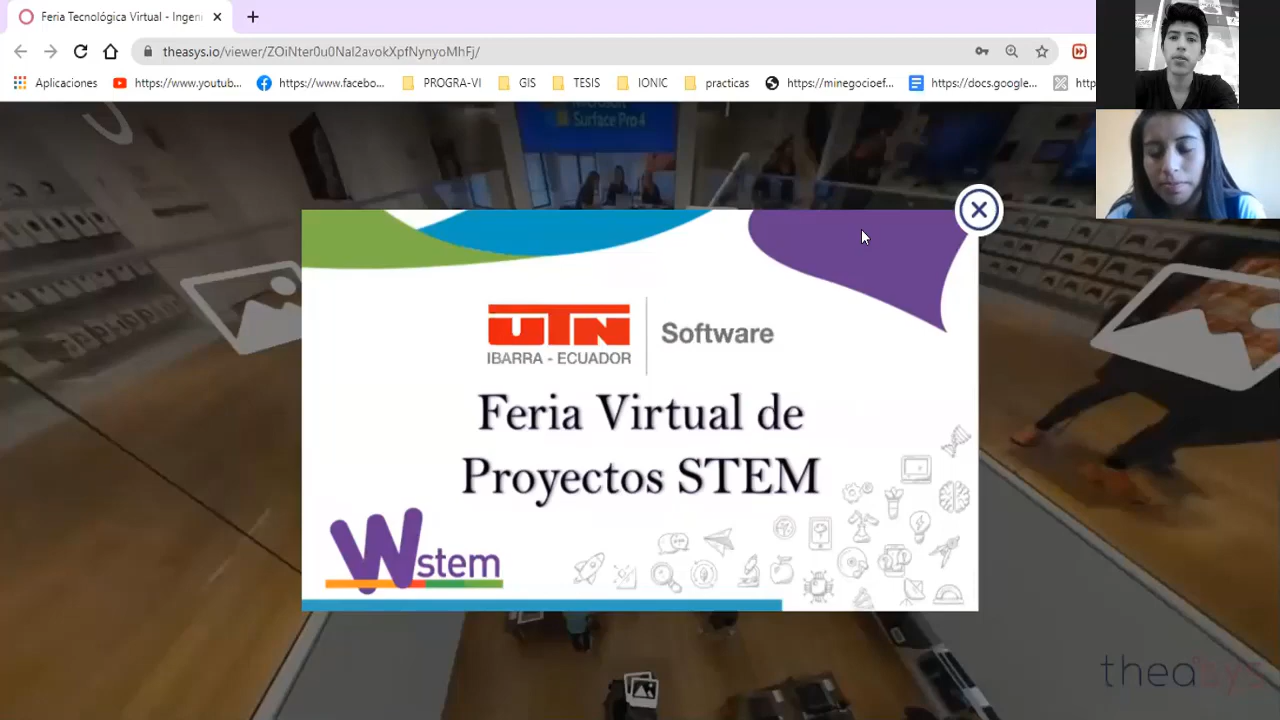 Feria Tecnológica Virtual - Ingen
theasys.io/viewer/ZOiNter0u0NaI2avokXpfNynyoMhFj/
Aplicaciones
https://www.youtub...
https://www.facebo...
PROGRA-VI
GIS
TESIS
IONIC
practicas
https://minegocioef...
https://docs.google...
http
Surface Pro 4
UTN
IBARRA - ECUADOR
Software
Feria Virtual de
Proyectos STEM
Wstem
theasys